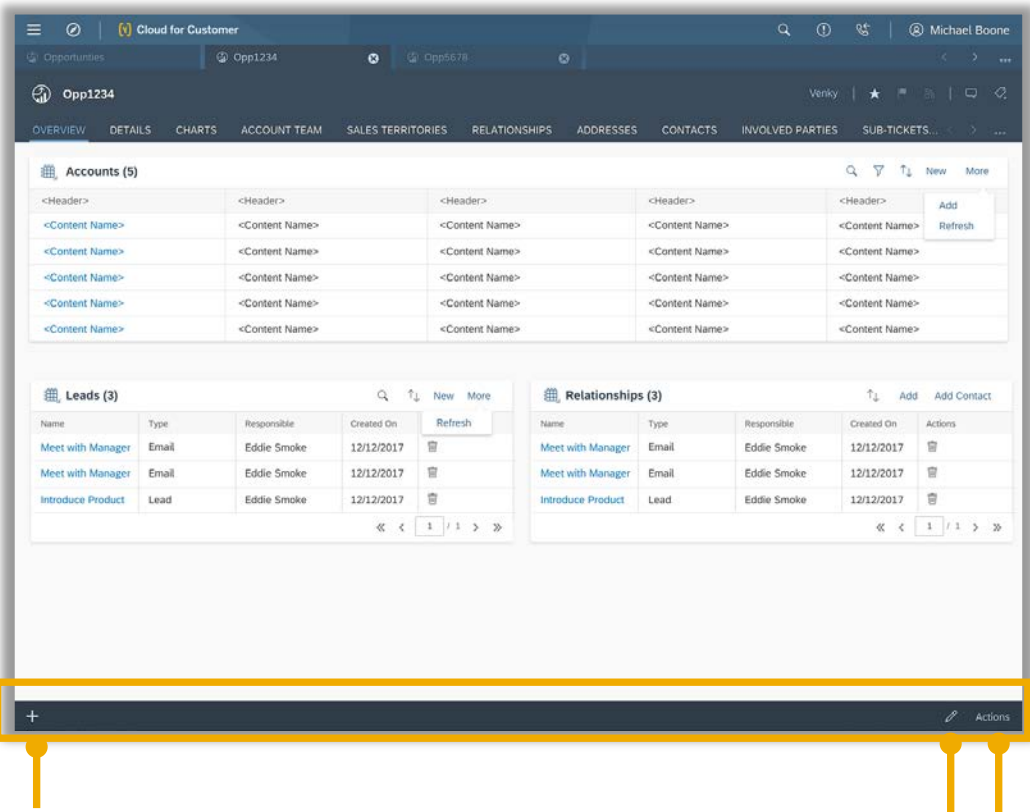 Cloud for Customer Michael Boone
Opportunties Opp1234 Opp5678
Opp1234 Venky
OVERVIEW DETAILS CHARTS ACCOUNT TEAM SALES TERRITORIES RELATIONSHIPS ADDRESSES CONTACTS INVOLVED PARTIES SUB-TICKETS...
Accounts (5) New More
<Header> <Header> <Header> <Header> <Header> Add
<Content Name> <Content Name> <Content Name> <Content Name> <Content Name> Refresh
<Content Name> <Content Name> <Content Name> <Content Name> <Content Name>
<Content Name> <Content Name> <Content Name> <Content Name> <Content Name>
<Content Name> <Content Name> <Content Name> <Content Name> <Content Name>
<Content Name> <Content Name> <Content Name> <Content Name> <Content Name>
Leads (3) New More
Name Type Responsible Created On Refresh
Meet with Manager Email Eddie Smoke 12/12/2017
Meet with Manager Email Eddie Smoke 12/12/2017
Introduce Product Lead Eddie Smoke 12/12/2017
1 / 1
Relationships (3) Add Add Contact
Name Type Responsible Created On Actions
Meet with Manager Email Eddie Smoke 12/12/2017
Meet with Manager Email Eddie Smoke 12/12/2017
Introduce Product Lead Eddie Smoke 12/12/2017
1 / 1
Actions